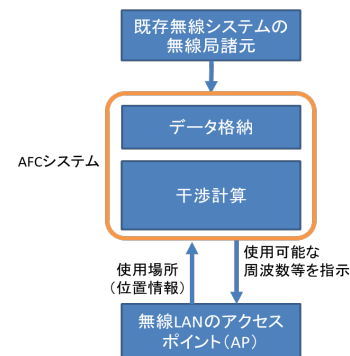 既存無線システムの
無線局諸元
データ格納
AFCシステム
干渉計算
使用場所
（位置情報）
使用可能な
周波数等を指示
無線LANのアクセス
ポイント（AP）